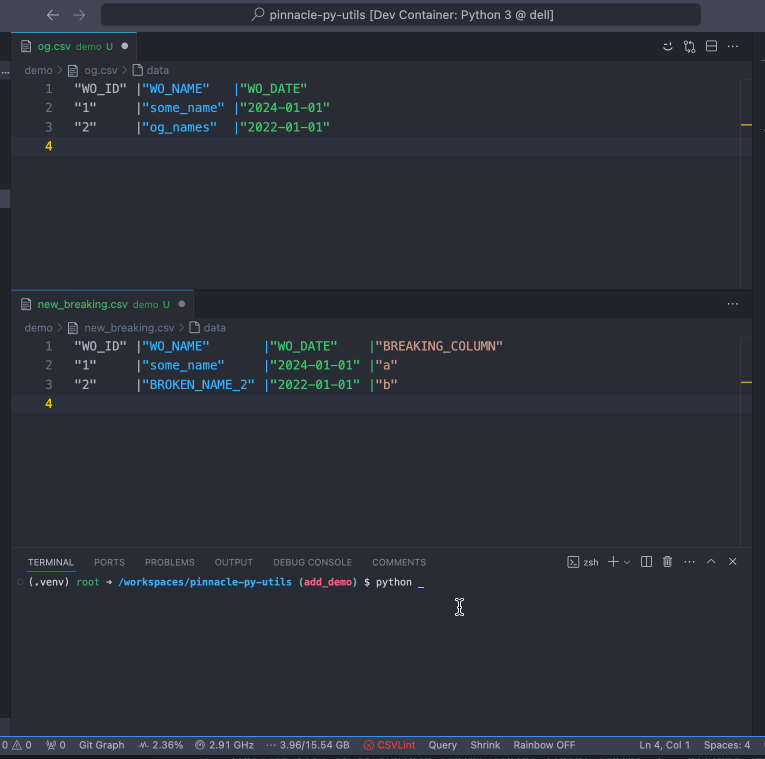 pinnacle-py-utils [Dev Container: Python 3 @ dell]
og.csv demo U
demo > og.csv > data
1 "WO_ID" |"WO_NAME" |"WO_DATE"
2 "1" |"some_name" |"2024-01-01"
3 "2" |"og_names" |"2022-01-01"
4
new_breaking.csv demo U
demo > new_breaking.csv > data
1 "WO_ID" |"WO_NAME" |"WO_DATE" |"BREAKING_COLUMN"
2 "1" |"some_name" |"2024-01-01" |"a"
3 "2" |"BROKEN_NAME_2" |"2022-01-01" |"b"
4
TERMINAL PORTS PROBLEMS OUTPUT DEBUG CONSOLE COMMENTS zsh
(.venv) root ➜ /workspaces/pinnacle-py-utils (add_demo) $ python _
0 0 0 Git Graph 2.36% 2.91 GHz 3.96/15.54 GB CSVLint Query Shrink Rainbow OFF Ln 4, Col 1 Spaces: 4